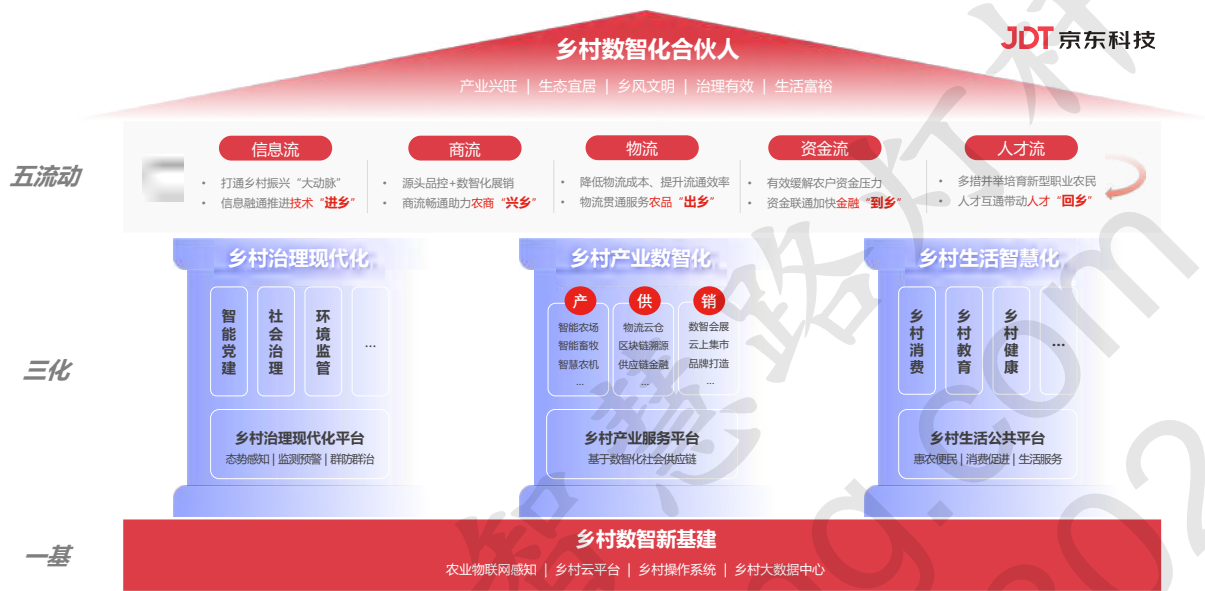 乡村数智化合伙人
JDT 京东科技
产业兴旺 | 生态宜居 | 乡风文明 | 治理有效 | 生活富裕
五流动
信息流
• 打通乡村振兴“大动脉”
• 信息融通推进技术“进乡”
商流
• 源头品控+数智化展销
• 商流畅通助力农商“兴乡”
物流
• 降低物流成本、提升流通效率
• 物流贯通服务农品“出乡”
资金流
• 有效缓解农户资金压力
• 资金联通加快金融“到乡”
人才流
• 多措并举培育新型职业农民
• 人才互通带动人才“回乡”
三化
乡村治理现代化
智能党建
社会治理
环境监管
...
乡村治理现代化平台
态势感知 | 监测预警 | 群防群治
乡村产业数智化
产
智能农场
智能畜牧
智慧农机
...
供
物流云仓
区块链溯源
供应链金融
...
销
数智会展
云上集市
品牌打造
...
乡村产业服务平台
基于数智化社会供应链
乡村生活智慧化
乡村消费
乡村教育
乡村健康
...
乡村生活公共平台
惠农便民 | 消费促进 | 生活服务
一基
乡村数智新基建
农业物联网感知 | 乡村云平台 | 乡村操作系统 | 乡村大数据中心
智慧路灯杆
g.com
202